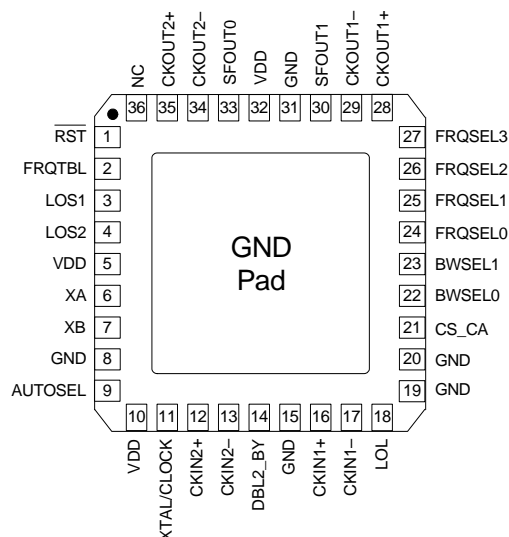 NC
CKOUT2+
CKOUT2–
SFOUT0
VDD
GND
SFOUT1
CKOUT1–
CKOUT1+
36 35 34 33 32 31 30 29 28
RST 1
FRQTBL 2
LOS1 3
LOS2 4
VDD 5
XA 6
XB 7
GND 8
AUTOSEL 9
GND
Pad
27 FRQSEL3
26 FRQSEL2
25 FRQSEL1
24 FRQSEL0
23 BWSEL1
22 BWSEL0
21 CS_CA
20 GND
19 GND
10 11 12 13 14 15 16 17 18
VDD
XTAL/CLOCK
CKIN2+
CKIN2–
DBL2_BY
GND
CKIN1+
CKIN1–
LOL